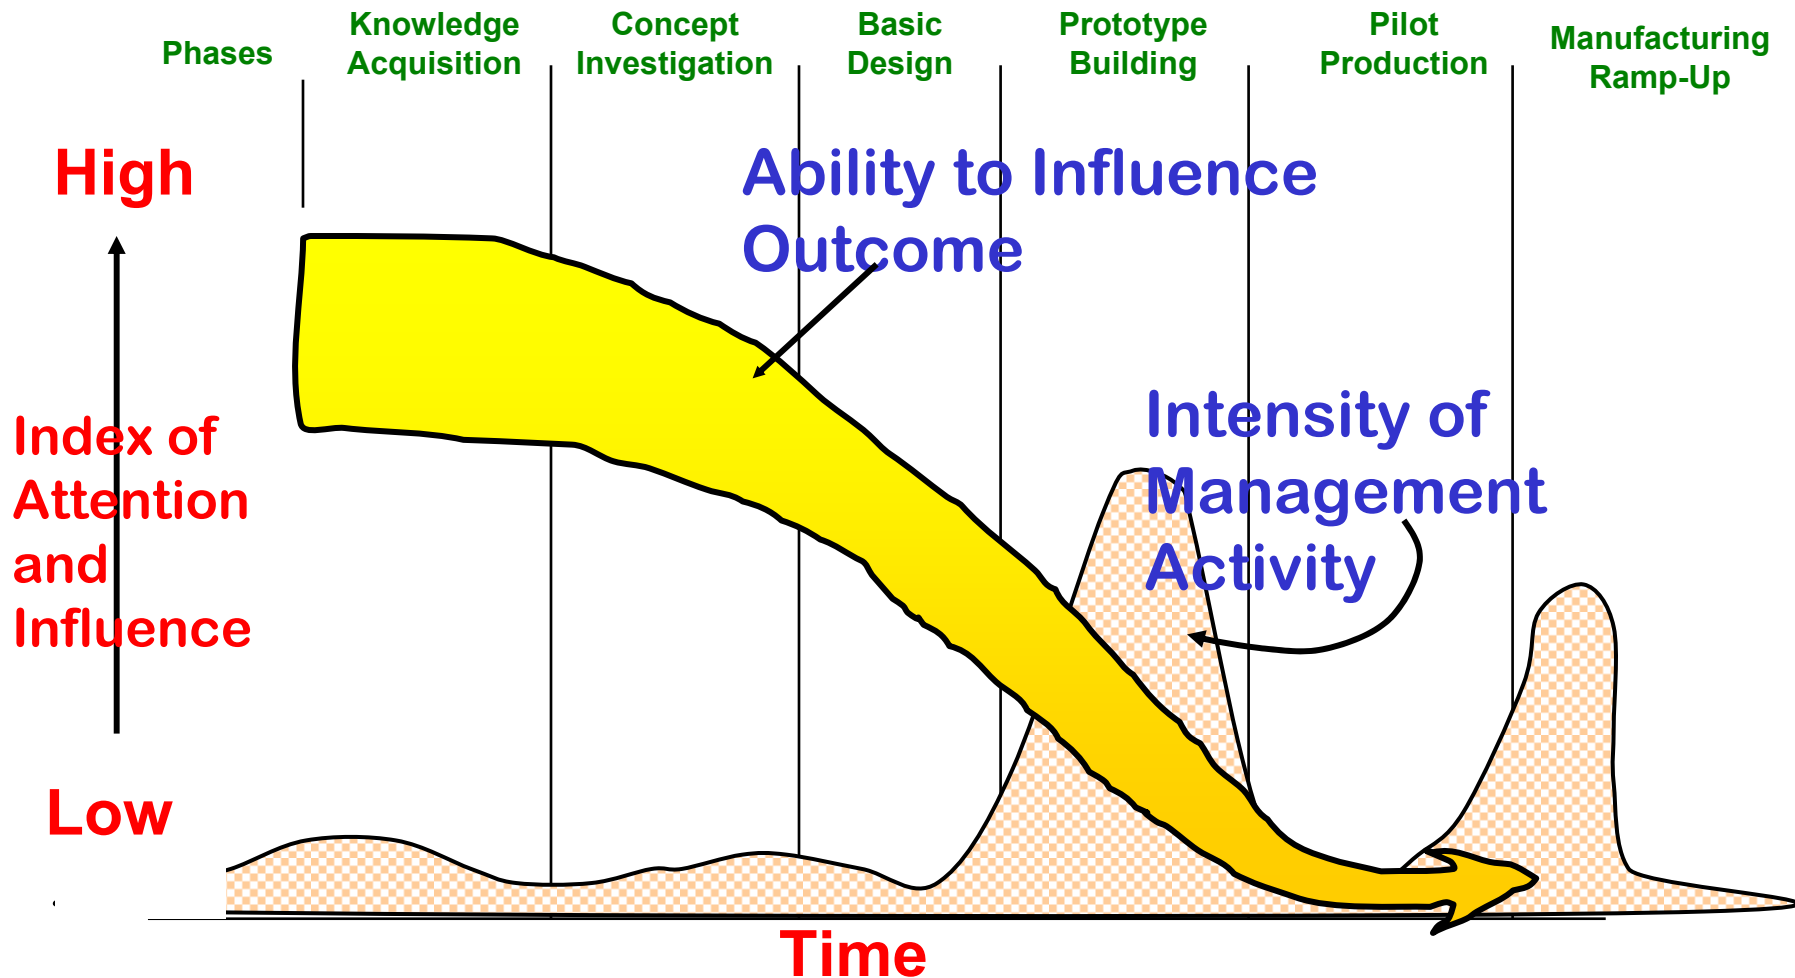 Phases
Knowledge
Acquisition
Concept
Investigation
Basic
Design
Prototype
Building
Pilot
Production
Manufacturing
Ramp-Up
High
Ability to Influence
Outcome
Index of
Attention
and
Influence
Intensity of
Management
Activity
Low
Time